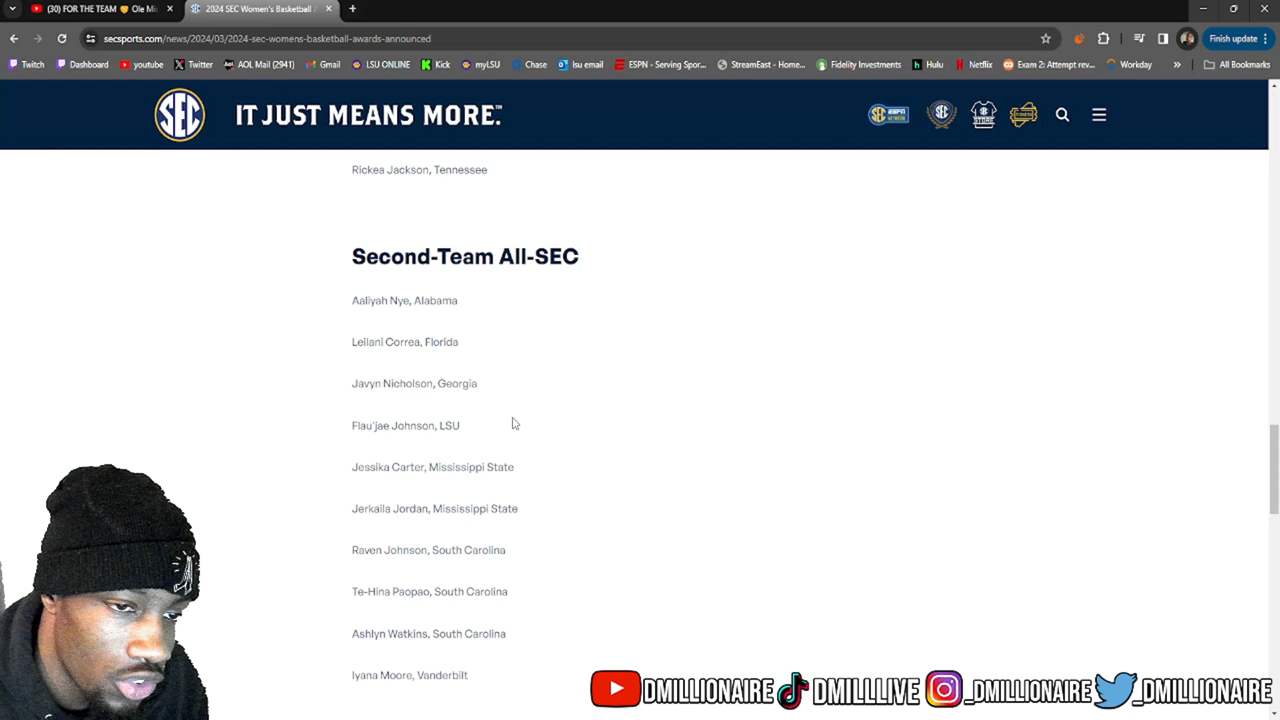 (30) FOR THE TEAM 💛 Ole Mis
2024 SEC Women's Basketball A
secsports.com/news/2024/03/2024-sec-womens-basketball-awards-announced
Finish update
Twitch
Dashboard
youtube
Twitter
AOL Mail (2941)
Gmail
LSU ONLINE
Kick
myLSU
Chase
lsu email
ESPN - Serving Spor...
StreamEast - Home...
Fidelity Investments
Hulu
Netflix
Exam 2: Attempt rev...
Workday
All Bookmarks
SEC
IT JUST MEANS MORE.™
Rickea Jackson, Tennessee
Second-Team All-SEC
Aaliyah Nye, Alabama
Leilani Correa, Florida
Javyn Nicholson, Georgia
Flau'jae Johnson, LSU
Jessika Carter, Mississippi State
Jerkaila Jordan, Mississippi State
Raven Johnson, South Carolina
Te-Hina Paopao, South Carolina
Ashlyn Watkins, South Carolina
Iyana Moore, Vanderbilt
DMILLIONAIRE
DMILLLIVE
_DMILLIONAIRE
_DMILLIONAIRE